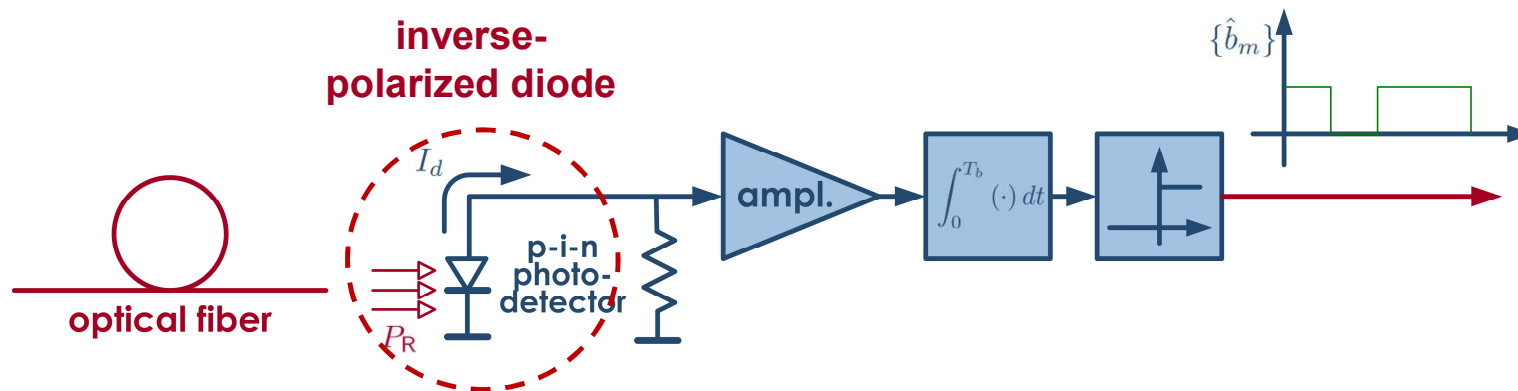 inverse-
polarized diode
I_d
p-i-n
photo-
detector
P_R
optical fiber
ampl.
∫_0^{T_b} (·) dt
{b̂_m}